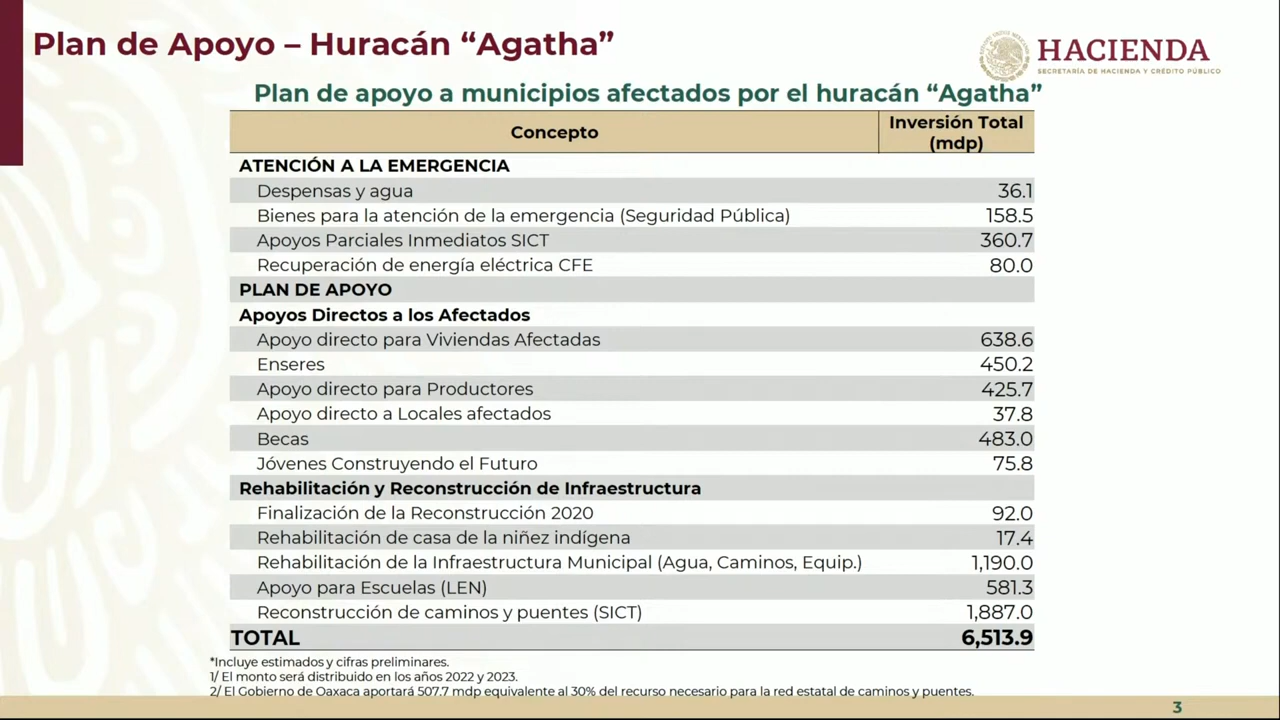 Plan de Apoyo – Huracán “Agatha”
HACIENDA
SECRETARÍA DE HACIENDA Y CRÉDITO PÚBLICO
Plan de apoyo a municipios afectados por el huracán “Agatha”
Concepto Inversión Total (mdp)
ATENCIÓN A LA EMERGENCIA
Despensas y agua 36.1
Bienes para la atención de la emergencia (Seguridad Pública) 158.5
Apoyos Parciales Inmediatos SICT 360.7
Recuperación de energía eléctrica CFE 80.0
PLAN DE APOYO
Apoyos Directos a los Afectados
Apoyo directo para Viviendas Afectadas 638.6
Enseres 450.2
Apoyo directo para Productores 425.7
Apoyo directo a Locales afectados 37.8
Becas 483.0
Jóvenes Construyendo el Futuro 75.8
Rehabilitación y Reconstrucción de Infraestructura
Finalización de la Reconstrucción 2020 92.0
Rehabilitación de casa de la niñez indígena 17.4
Rehabilitación de la Infraestructura Municipal (Agua, Caminos, Equip.) 1,190.0
Apoyo para Escuelas (LEN) 581.3
Reconstrucción de caminos y puentes (SICT) 1,887.0
TOTAL 6,513.9
*Incluye estimados y cifras preliminares.
1/ El monto será distribuido en los años 2022 y 2023.
2/ El Gobierno de Oaxaca aportará 507.7 mdp equivalente al 30% del recurso necesario para la red estatal de caminos y puentes.
3